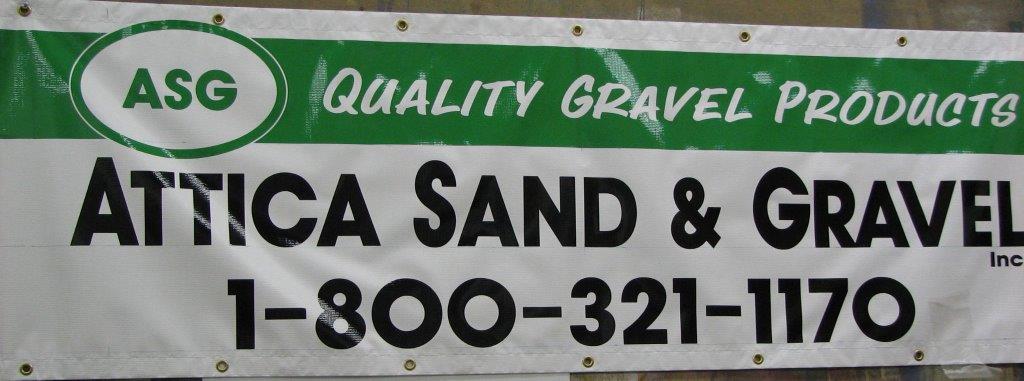 ASG
QUALITY GRAVEL PRODUCTS
ATTICA SAND & GRAVEL
Inc
1-800-321-1170